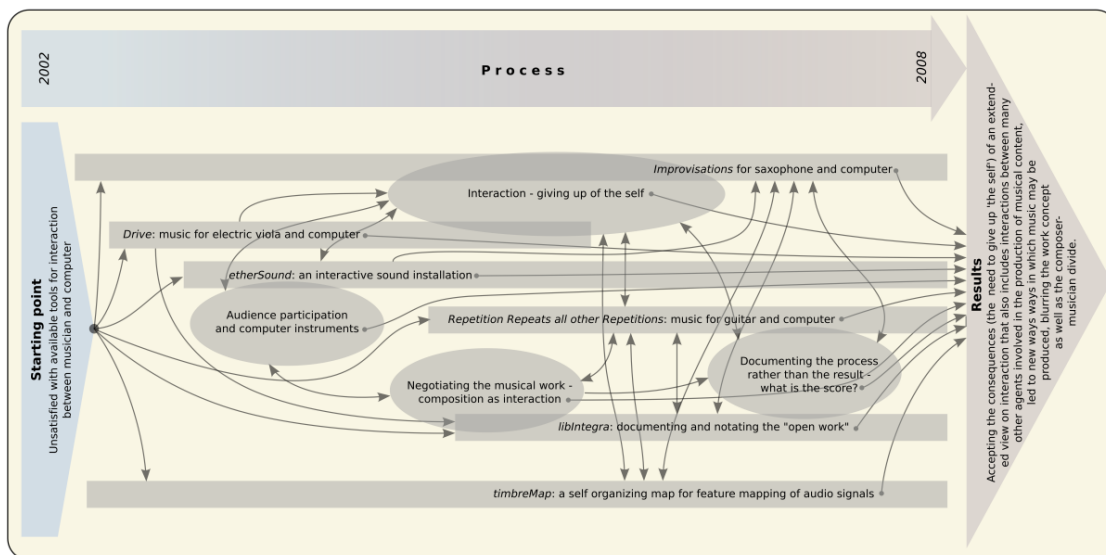 2002
Process
2008
Starting point
Unsatisfied with available tools for interaction
between musician and computer
Improvisations for saxophone and computer
Interaction - giving up of the self
Drive: music for electric viola and computer
etherSound: an interactive sound installation
Audience participation
and computer instruments
Repetition Repeats all other Repetitions: music for guitar and computer
Negotiating the musical work -
composition as interaction
Documenting the process
rather than the result -
what is the score?
libIntegra: documenting and notating the "open work"
timbreMap: a self organizing map for feature mapping of audio signals
Results
Accepting the consequences (the need to give up 'the self') of an extend-
ed view on interaction that also includes interactions between many
other agents involved in the production of musical content,
led to new ways ways in which music may be
produced, blurring the work concept
as well as the composer-
musician divide.